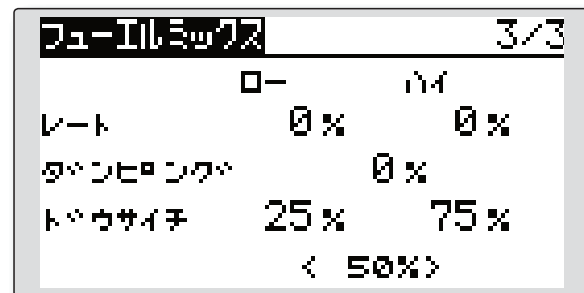 フューエルミックス 3/3
ロー ハイ
レート 0% 0%
ダンピング 0%
ドウサイチ 25% 75%
< 50%>